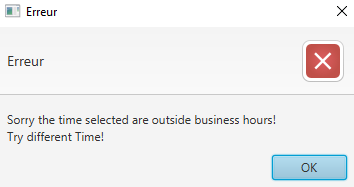 Erreur
Erreur
Sorry the time selected are outside business hours!
Try different Time!
OK